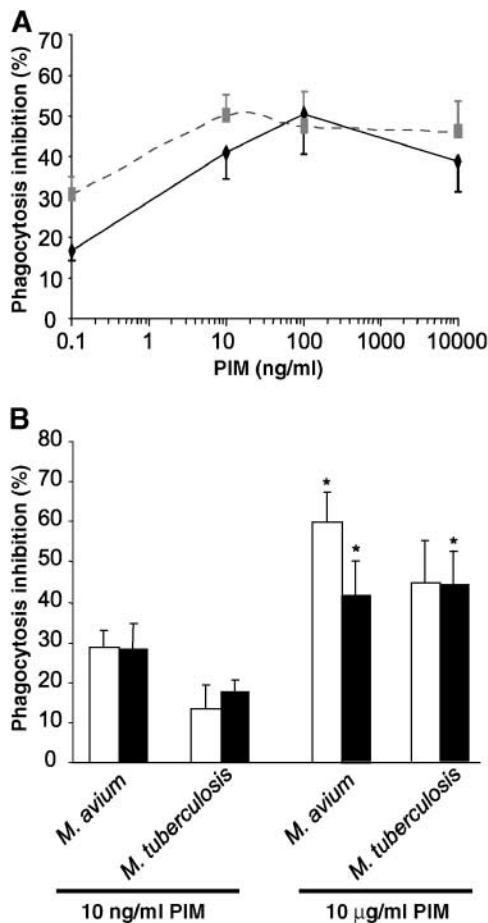 A
Phagocytosis inhibition (%)
70
60
50
40
30
20
10
0
0.1 1 10 100 1000 10000
PIM (ng/ml)
B
Phagocytosis inhibition (%)
80
70
60
50
40
30
20
10
0
* * *
M. avium M. tuberculosis M. avium M. tuberculosis
10 ng/ml PIM 10 μg/ml PIM